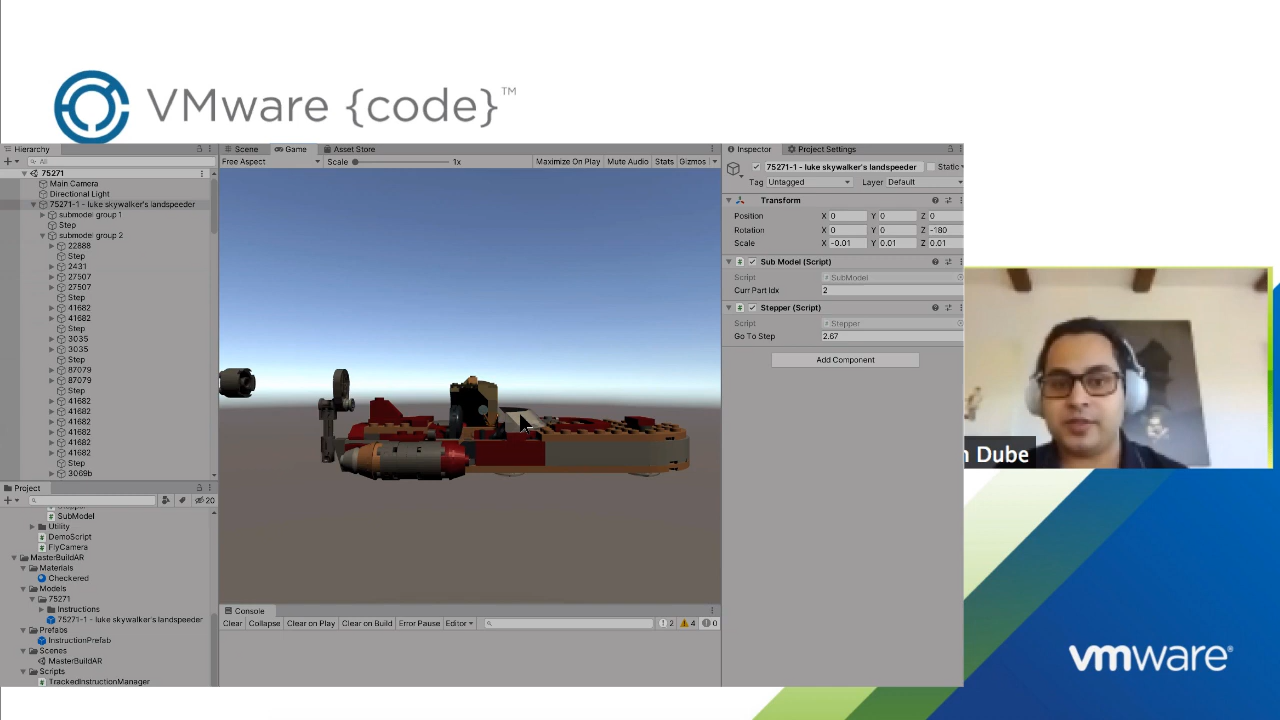 VMware {code}™
Hierarchy
All
75271
Main Camera
Directional Light
75271-1 - luke skywalker's landspeeder
submodel group 1
Step
submodel group 2
22888
Step
2431
27507
27507
Step
41682
41682
Step
3035
3035
Step
87079
87079
Step
41682
41682
41682
41682
41682
41682
Step
3069b
Project
20
SubModel
Utility
DemoScript
FlyCamera
MasterBuildAR
Materials
Checkered
Models
75271
Instructions
75271-1 - luke skywalker's landspeeder
Prefabs
InstructionPrefab
Scenes
MasterBuildAR
Scripts
TrackedInstructionManager
Scene Game Asset Store
Free Aspect Scale 1x Maximize On Play Mute Audio Stats Gizmos
Console
Clear Collapse Clear on Play Clear on Build Error Pause Editor 2 4 0
Inspector Project Settings
75271-1 - luke skywalker's landspeeder Static
Tag Untagged Layer Default
Transform
Position X 0 Y 0 Z 0
Rotation X 0 Y 0 Z -180
Scale X -0.01 Y 0.01 Z 0.01
Sub Model (Script)
Script SubModel
Curr Part Idx 2
Stepper (Script)
Script Stepper
Go To Step 2.67
Add Component
n Dube
vmware®